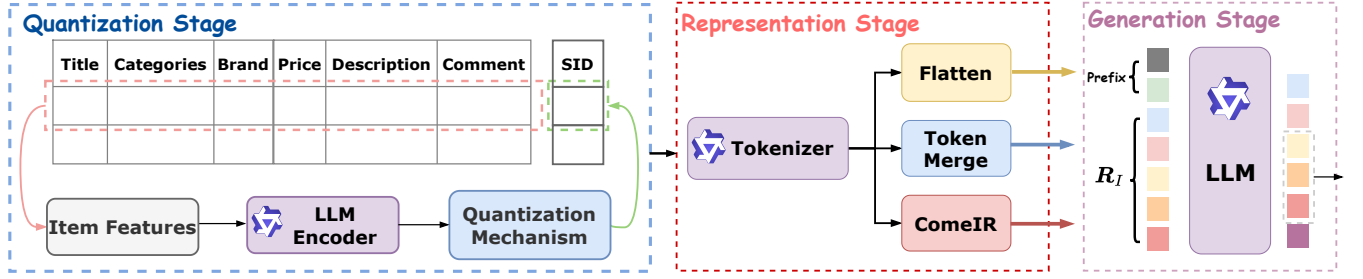 Quantization Stage
Title Categories Brand Price Description Comment SID
Item Features
LLM
Encoder
Quantization
Mechanism
Representation Stage
Tokenizer
Flatten
Token
Merge
ComeIR
Generation Stage
Prefix
R_I
LLM